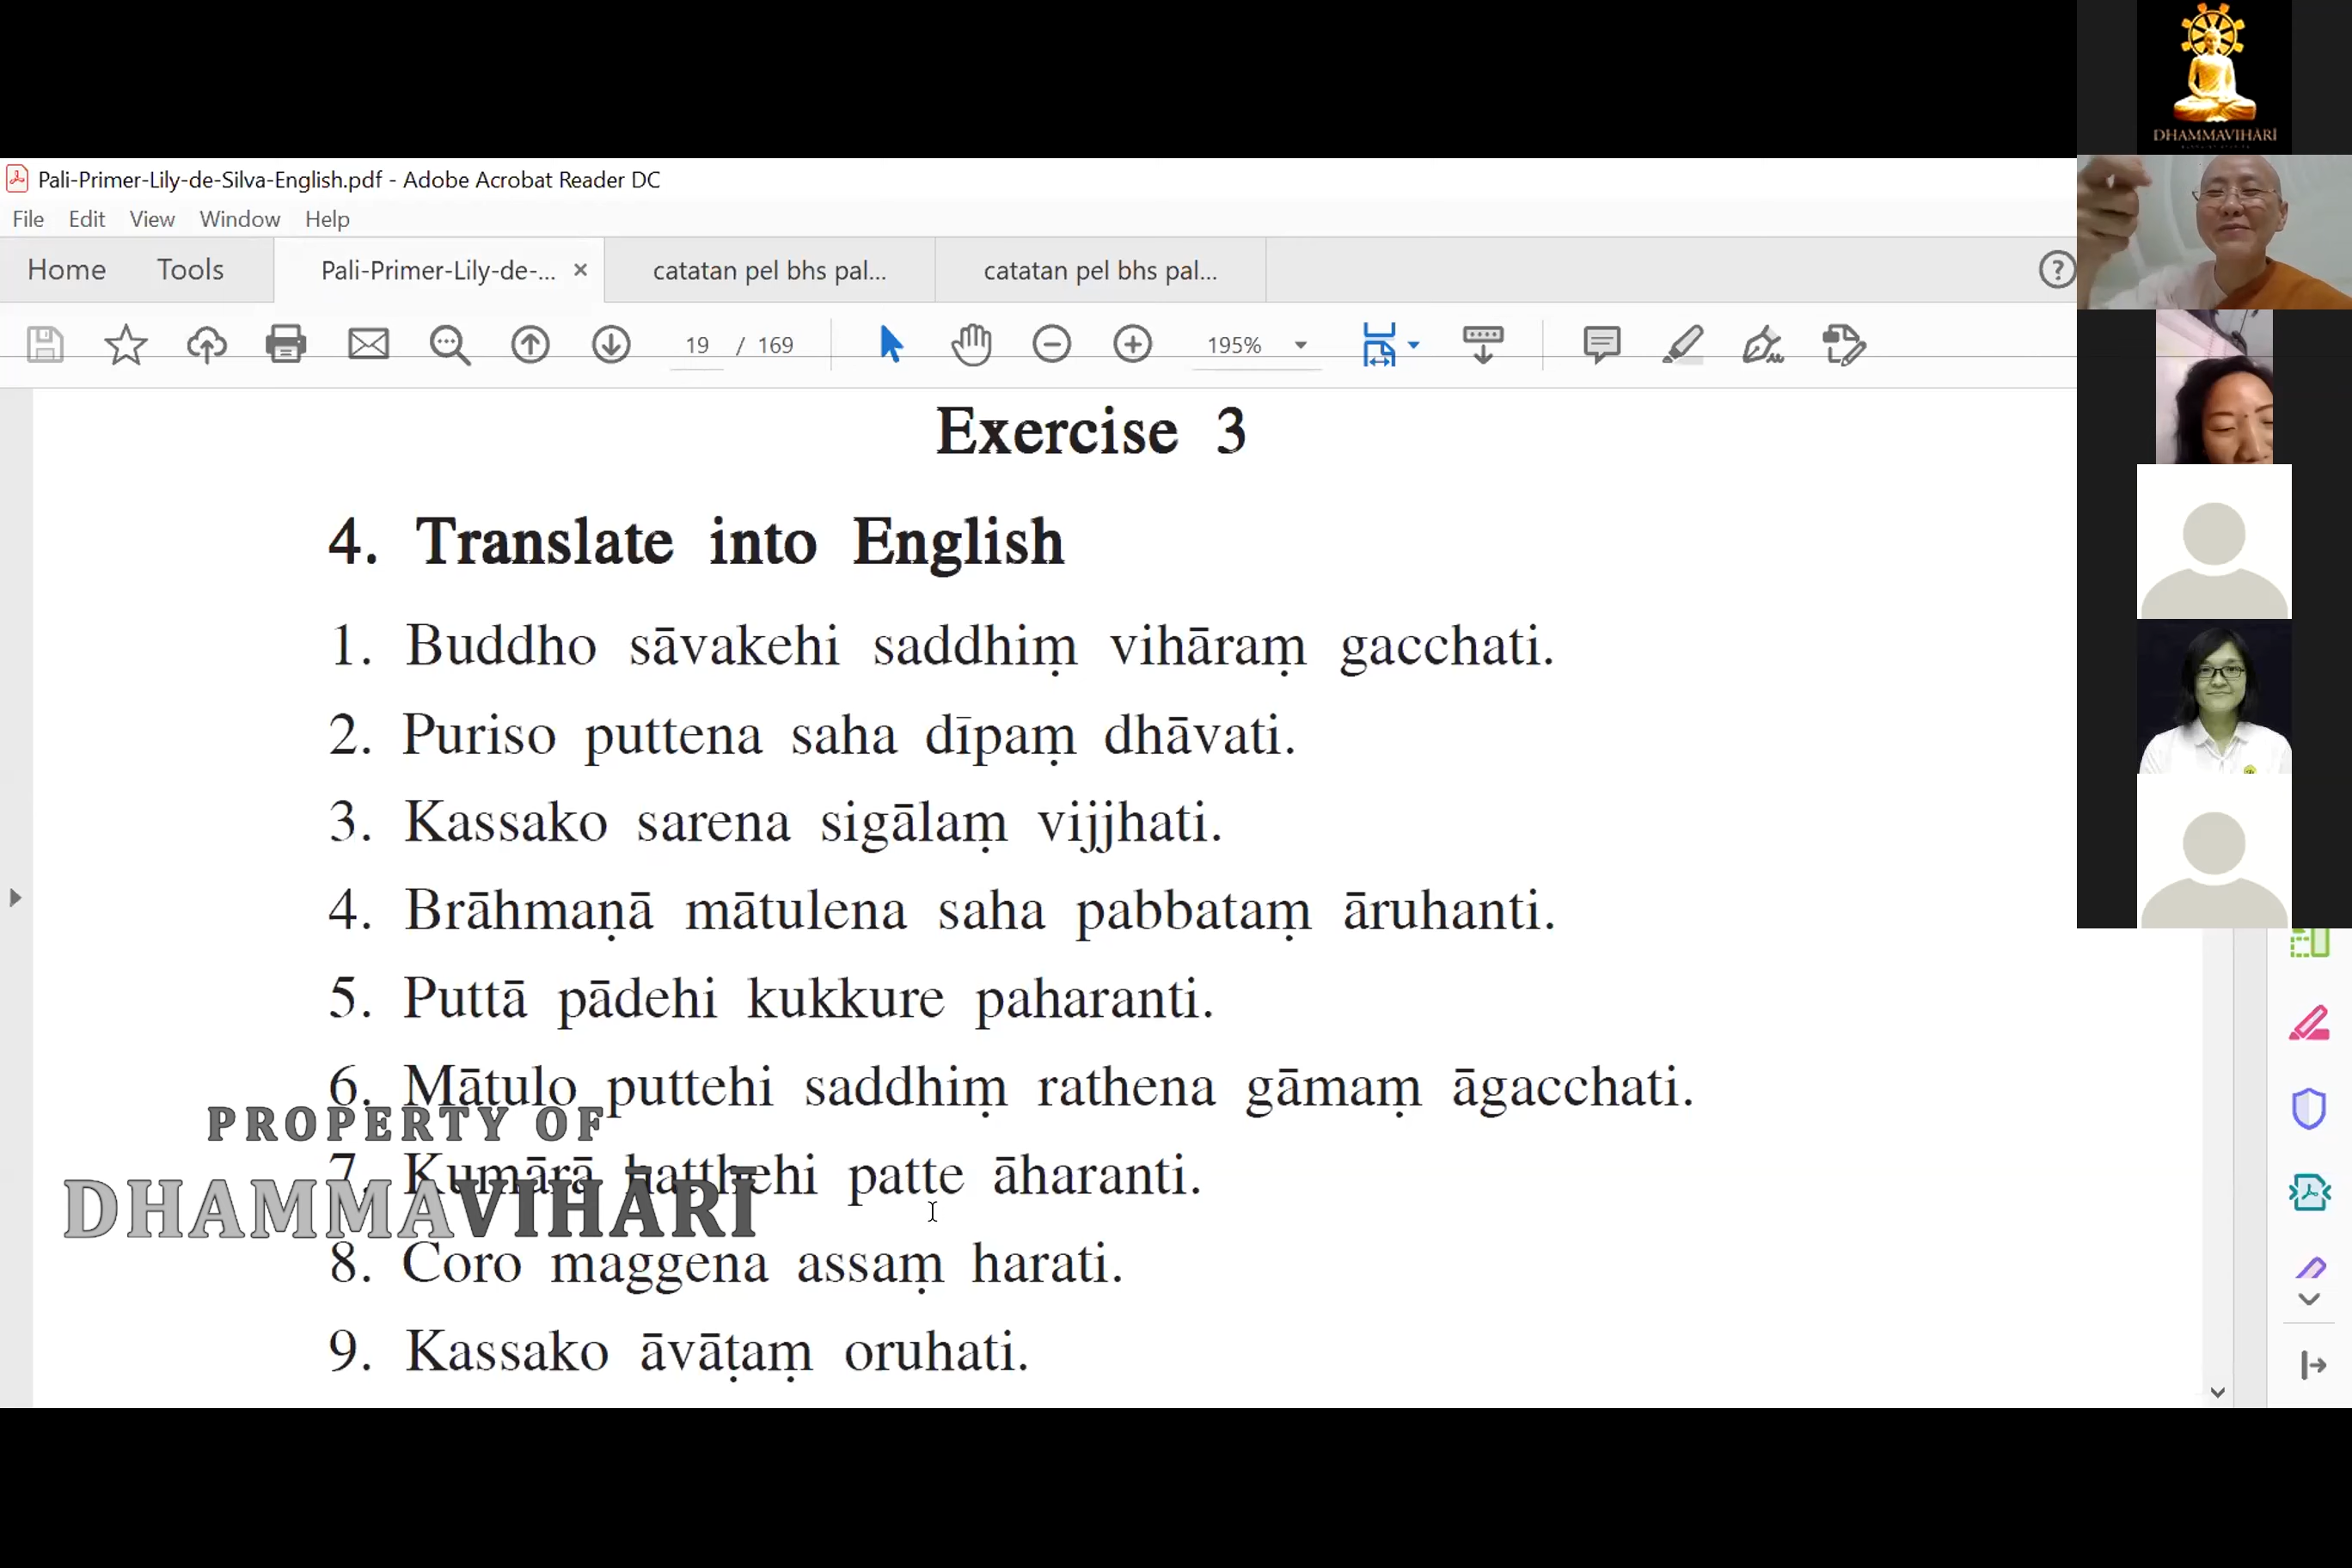 DHAMMAVIHĀRĪ
Pali-Primer-Lily-de-Silva-English.pdf - Adobe Acrobat Reader DC
File Edit View Window Help
Home Tools Pali-Primer-Lily-de-... × catatan pel bhs pal... catatan pel bhs pal...
19 / 169 195%
Exercise 3
4. Translate into English
1. Buddho sāvakehi saddhiṃ vihāraṃ gacchati.
2. Puriso puttena saha dīpaṃ dhāvati.
3. Kassako sarena sigālaṃ vijjhati.
4. Brāhmaṇā mātulena saha pabbataṃ āruhanti.
5. Puttā pādehi kukkure paharanti.
6. Mātulo puttehi saddhiṃ rathena gāmaṃ āgacchati.
PROPERTY OF
7. Kumārā hatthehi patte āharanti.
DHAMMAVIHĀRĪ
8. Coro maggena assaṃ harati.
9. Kassako āvāṭaṃ oruhati.